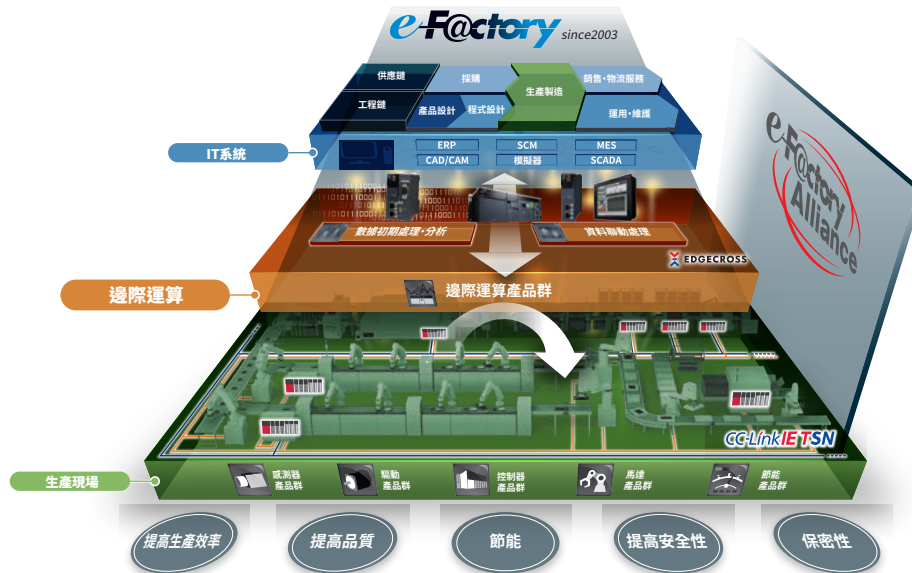 e-F@ctory since2003
供應鏈
採購
生產製造
銷售・物流服務
工程鏈
產品設計
程式設計
運用・維護
IT系統
ERP
SCM
MES
CAD/CAM
模擬器
SCADA
e-F@ctory
Alliance
數據初期處理・分析
資料聯動處理
EDGECROSS
邊際運算
邊際運算產品群
CC-Link IE TSN
生產現場
感測器
產品群
驅動
產品群
控制器
產品群
馬達
產品群
節能
產品群
提高生產效率
提高品質
節能
提高安全性
保密性